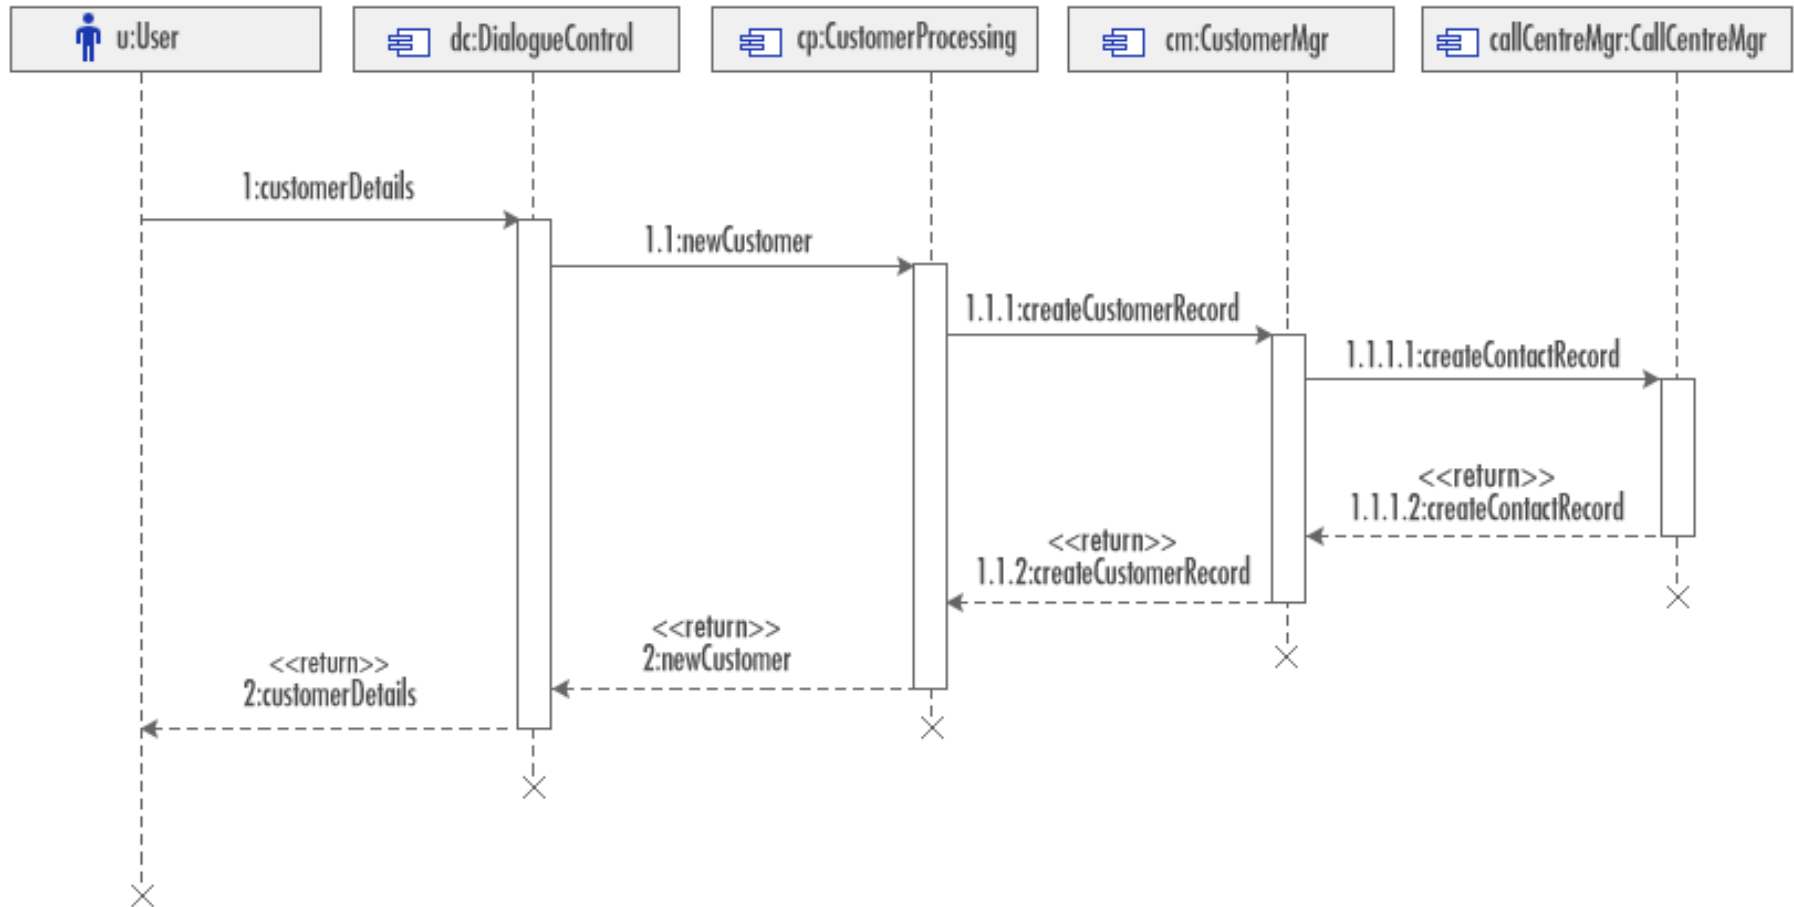 u:User
dc:DialogueControl
cp:CustomerProcessing
cm:CustomerMgr
callCentreMgr:CallCentreMgr
1:customerDetails
1.1:newCustomer
1.1.1:createCustomerRecord
1.1.1.1:createContactRecord
<<return>>
1.1.1.2:createContactRecord
<<return>>
1.1.2:createCustomerRecord
<<return>>
2:newCustomer
<<return>>
2:customerDetails